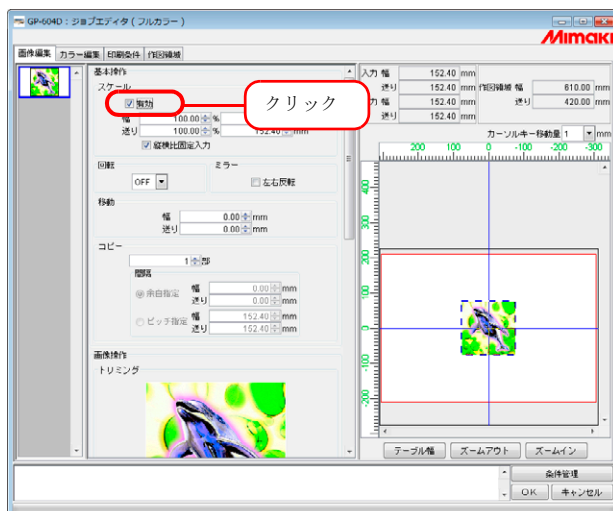 GP-604D : ジョブエディタ ( フルカラー )
Mimaki
画像編集 カラー編集 印刷条件 作図領域
基本操作
スケール
有効
クリック
幅 100.00 %
送り 100.00 % 152.40 mm
縦横比固定入力
回転
OFF
ミラー
左右反転
移動
幅 0.00 mm
送り 0.00 mm
コピー
1 部
間隔
余白指定 幅 0.00 mm
送り 0.00 mm
ピッチ指定 幅 152.40 mm
送り 152.40 mm
画像操作
トリミング
入力 幅 152.40 mm
送り 152.40 mm
力 幅 152.40 mm
送り 152.40 mm
作図領域 幅 610.00 mm
送り 420.00 mm
カーソルキー移動量 1 mm
200 100 0 -100 -200 -300
400
300
200
100
0
-100
-200
テーブル幅 ズームアウト ズームイン
条件管理
OK キャンセル